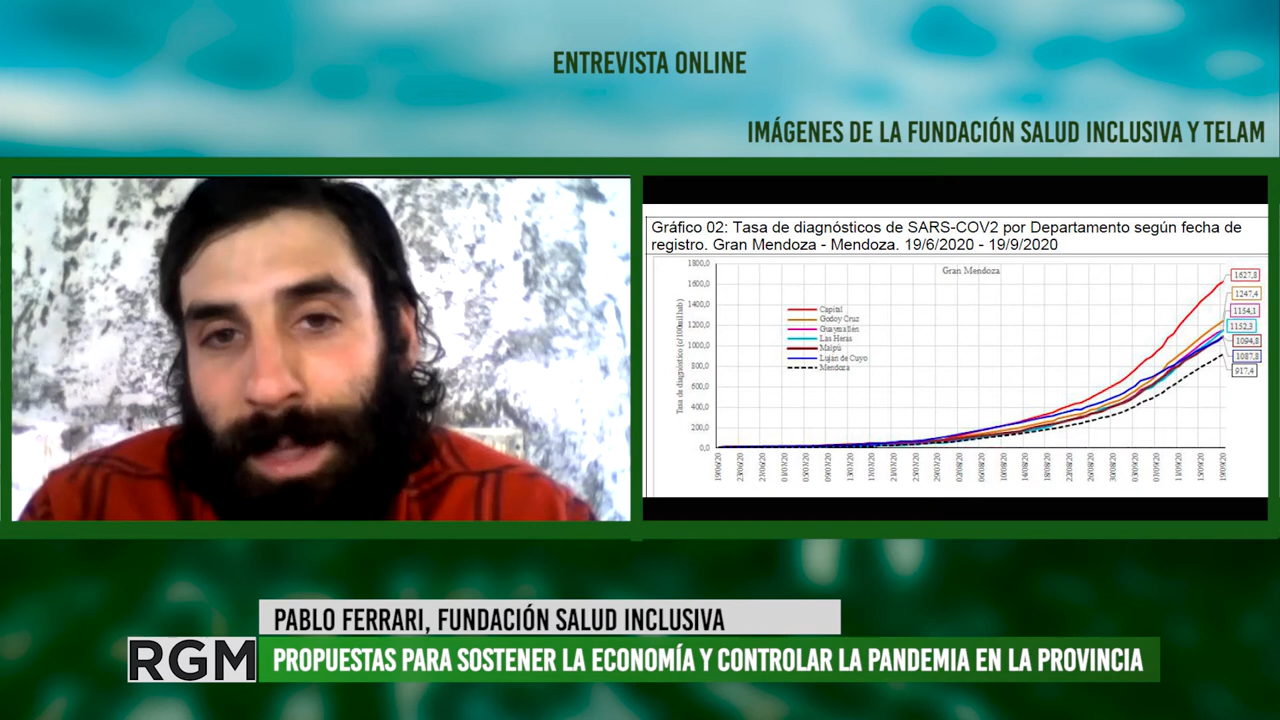 ENTREVISTA ONLINE
IMÁGENES DE LA FUNDACIÓN SALUD INCLUSIVA Y TELAM
Gráfico 02: Tasa de diagnósticos de SARS-COV2 por Departamento según fecha de
registro. Gran Mendoza - Mendoza. 19/6/2020 - 19/9/2020
Gran Mendoza
1800,0
1600,0
1400,0
1200,0
1000,0
800,0
600,0
400,0
200,0
0,0
Tasa de diagnóstico
Capital
Godoy Cruz
Guaymallén
Las Heras
Maipú
Luján de Cuyo
Mendoza
1627,8
1247,4
1154,1
1152,3
1094,8
1087,8
917,4
PABLO FERRARI, FUNDACIÓN SALUD INCLUSIVA
RGM
PROPUESTAS PARA SOSTENER LA ECONOMÍA Y CONTROLAR LA PANDEMIA EN LA PROVINCIA